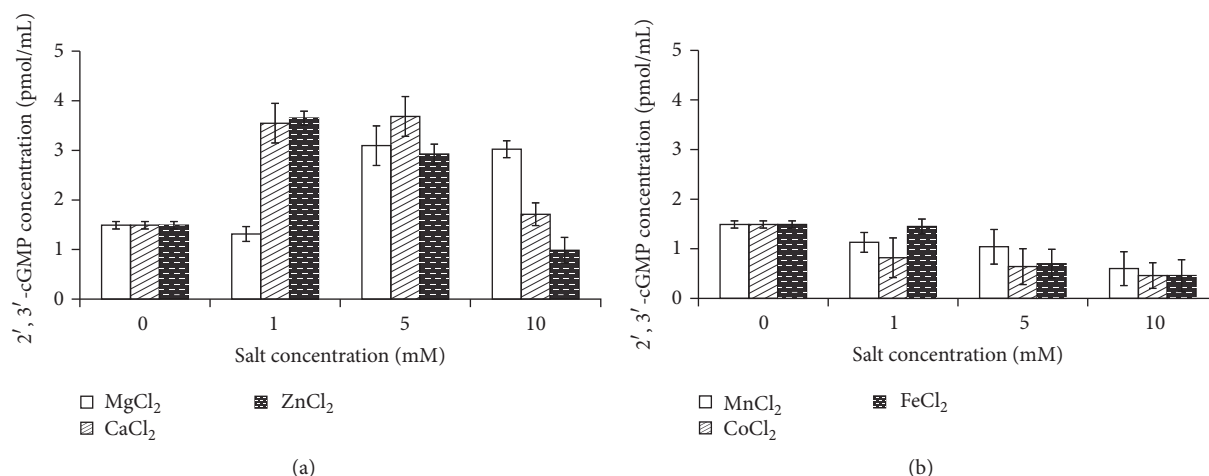 5
4
3
2
1
0
2′, 3′-cGMP concentration (pmol/mL)
0 1 5 10
Salt concentration (mM)
MgCl₂ ZnCl₂
CaCl₂
(a)
5
4
3
2
1
0
2′, 3′-cGMP concentration (pmol/mL)
0 1 5 10
Salt concentration (mM)
MnCl₂ FeCl₂
CoCl₂
(b)